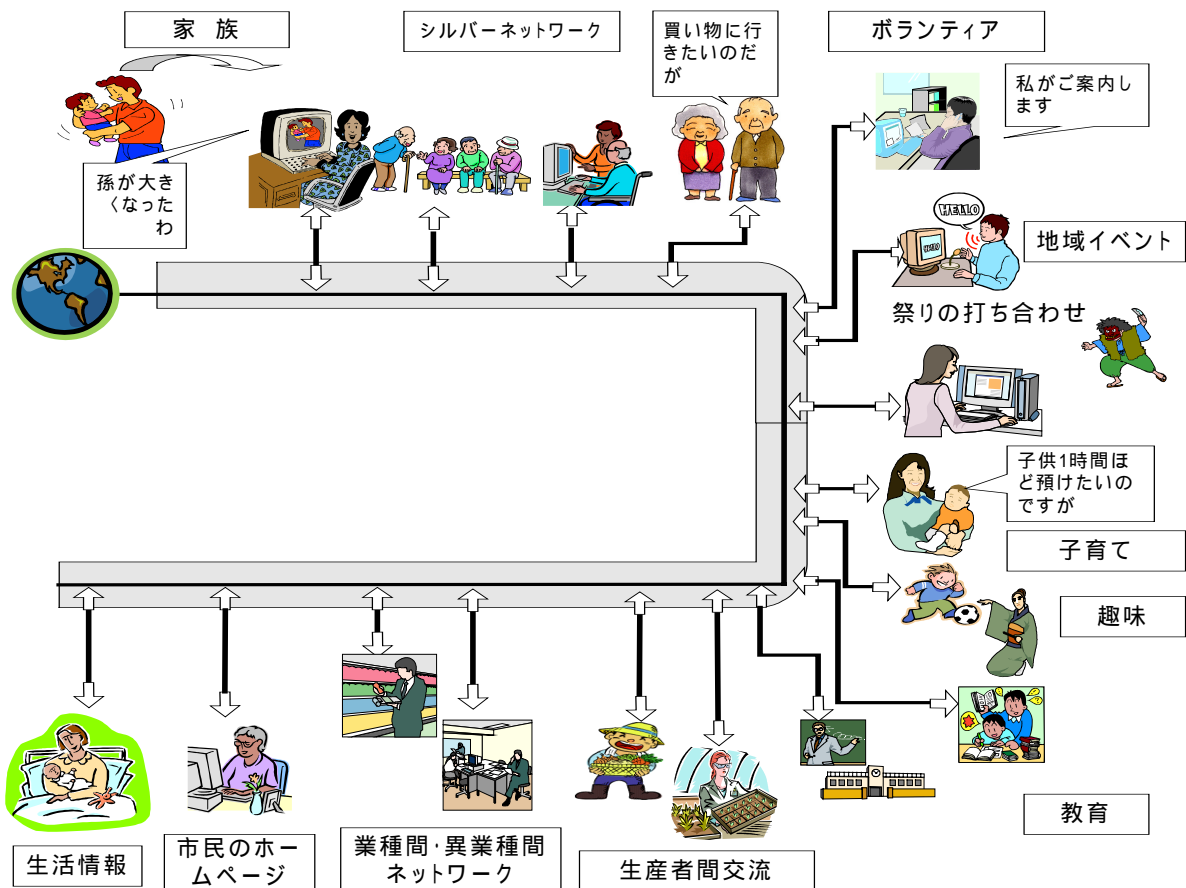 家 族
シルバーネットワーク
買い物に行
きたいのだ
が
ボランティア
私がご案内し
ます
孫が大き
くなった
わ
HELLO
HELLO
地域イベント
祭りの打ち合わせ
子供1時間ほ
ど預けたいの
ですが
子育て
趣味
教育
生活情報
市民のホー
ムページ
業種間・異業種間
ネットワーク
生産者間交流